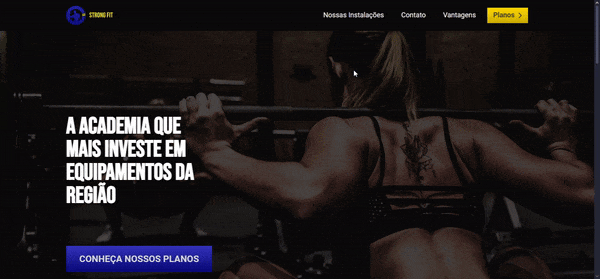 STRONG FIT
Nossas Instalações
Contato
Vantagens
Planos
A ACADEMIA QUE
MAIS INVESTE EM
EQUIPAMENTOS DA
REGIÃO
CONHEÇA NOSSOS PLANOS